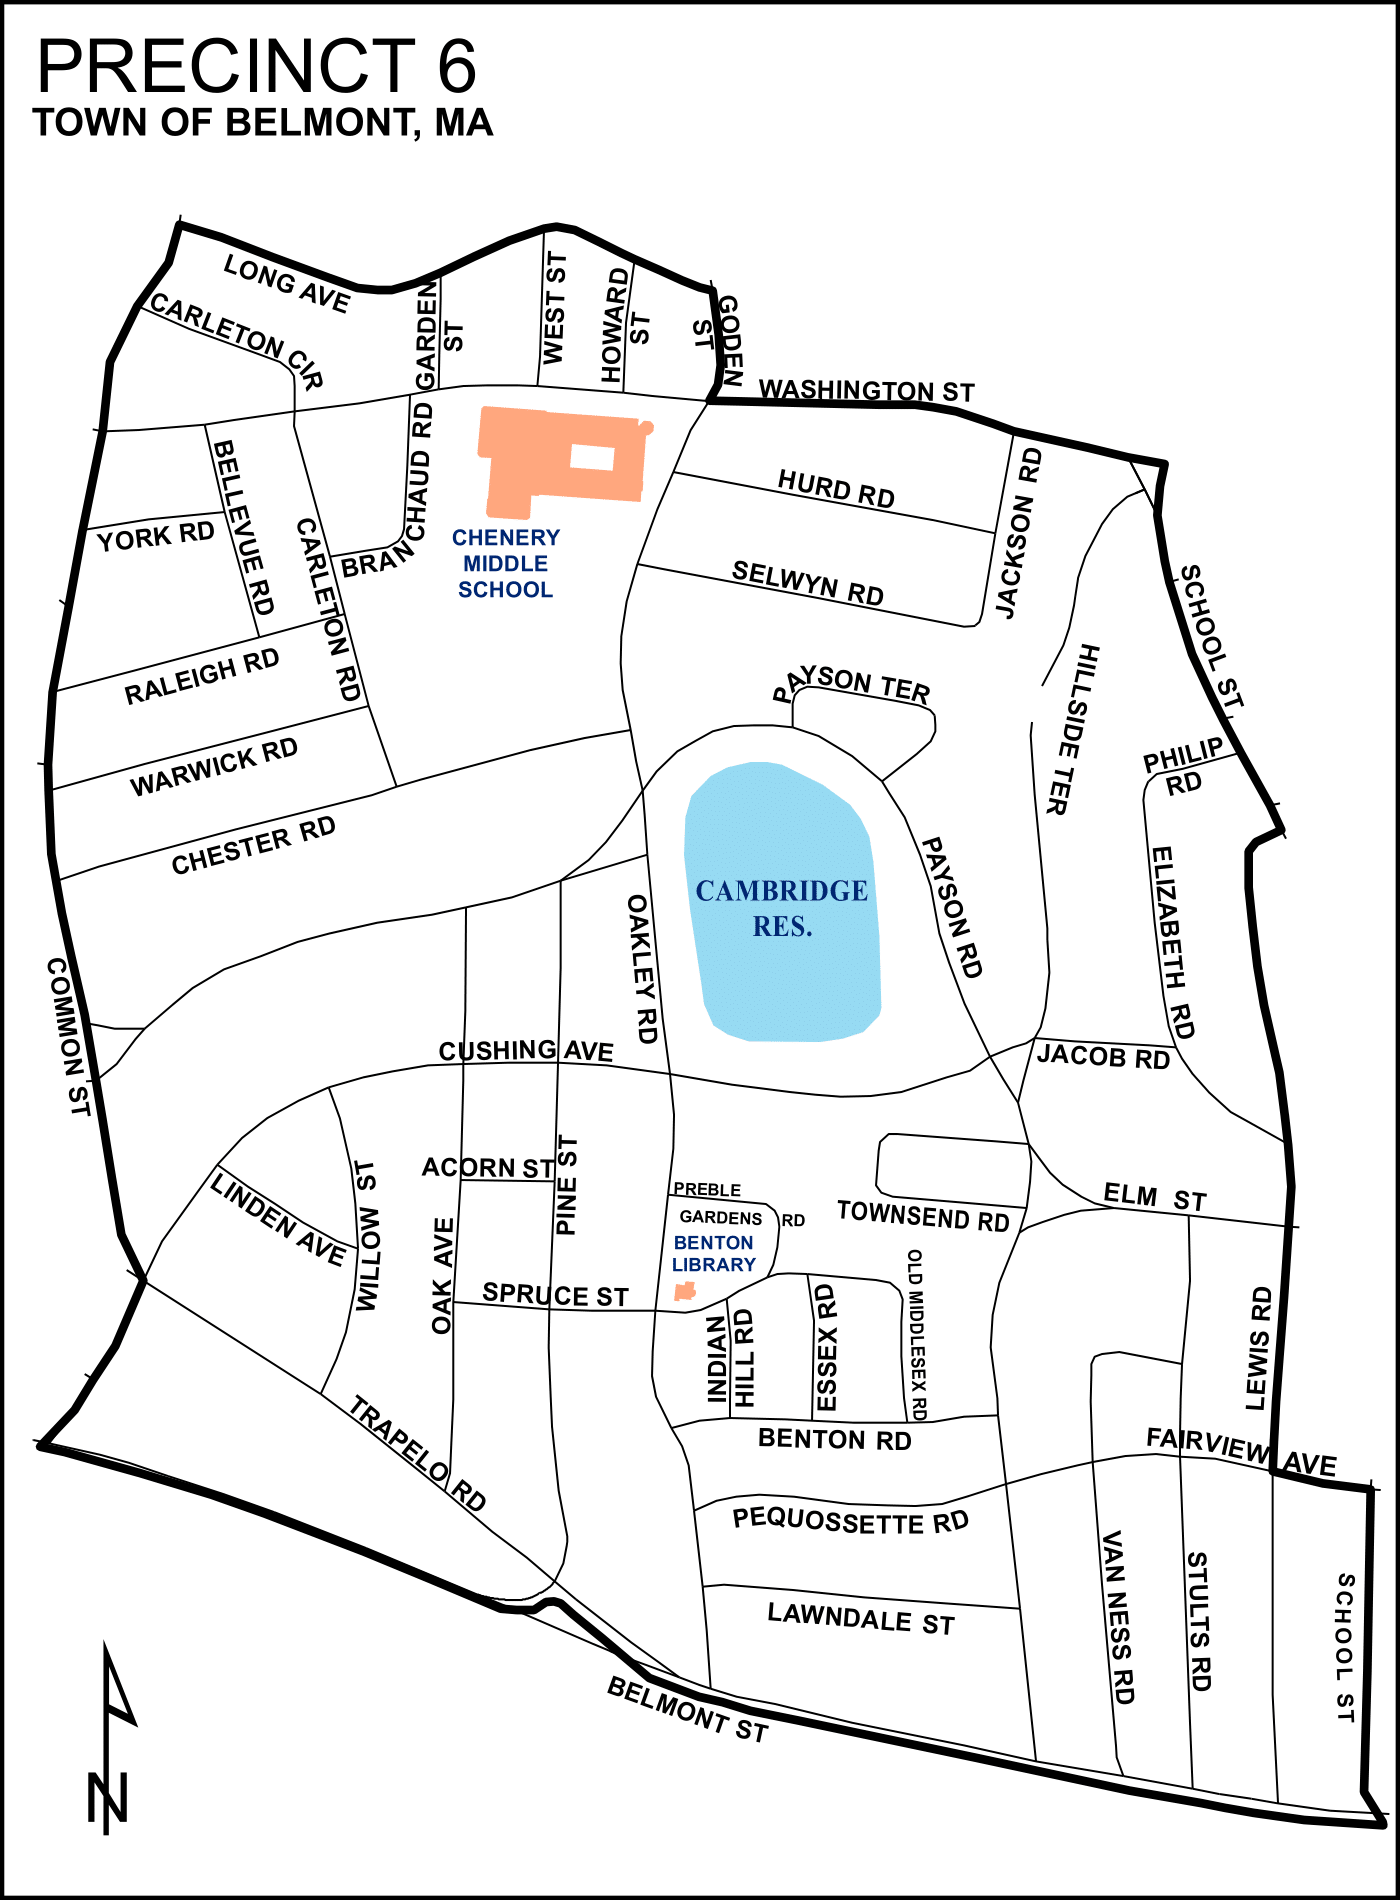 PRECINCT 6
TOWN OF BELMONT, MA
LONG AVE
CARLETON CIR
GARDEN
ST
WEST ST
HOWARD
ST
GODEN
ST
WASHINGTON ST
BELLEVUE RD
YORK RD
CARLETON RD
BRANCHAUD RD
CHENERY
MIDDLE
SCHOOL
HURD RD
JACKSON RD
SELWYN RD
SCHOOL ST
RALEIGH RD
WARWICK RD
CHESTER RD
PAYSON TER
HILLSIDE TER
PHILIP
RD
CAMBRIDGE
RES.
PAYSON RD
ELIZABETH RD
OAKLEY RD
COMMON ST
CUSHING AVE
JACOB RD
ACORN ST
PINE ST
LINDEN AVE
WILLOW ST
OAK AVE
PREBLE
GARDENS RD
BENTON
LIBRARY
TOWNSEND RD
ELM ST
SPRUCE ST
INDIAN
HILL RD
ESSEX RD
OLD MIDDLESEX RD
LEWIS RD
TRAPELO RD
BENTON RD
FAIRVIEW AVE
PEQUOSSETTE RD
VAN NESS RD
STULTS RD
SCHOOL ST
LAWNDALE ST
BELMONT ST
N